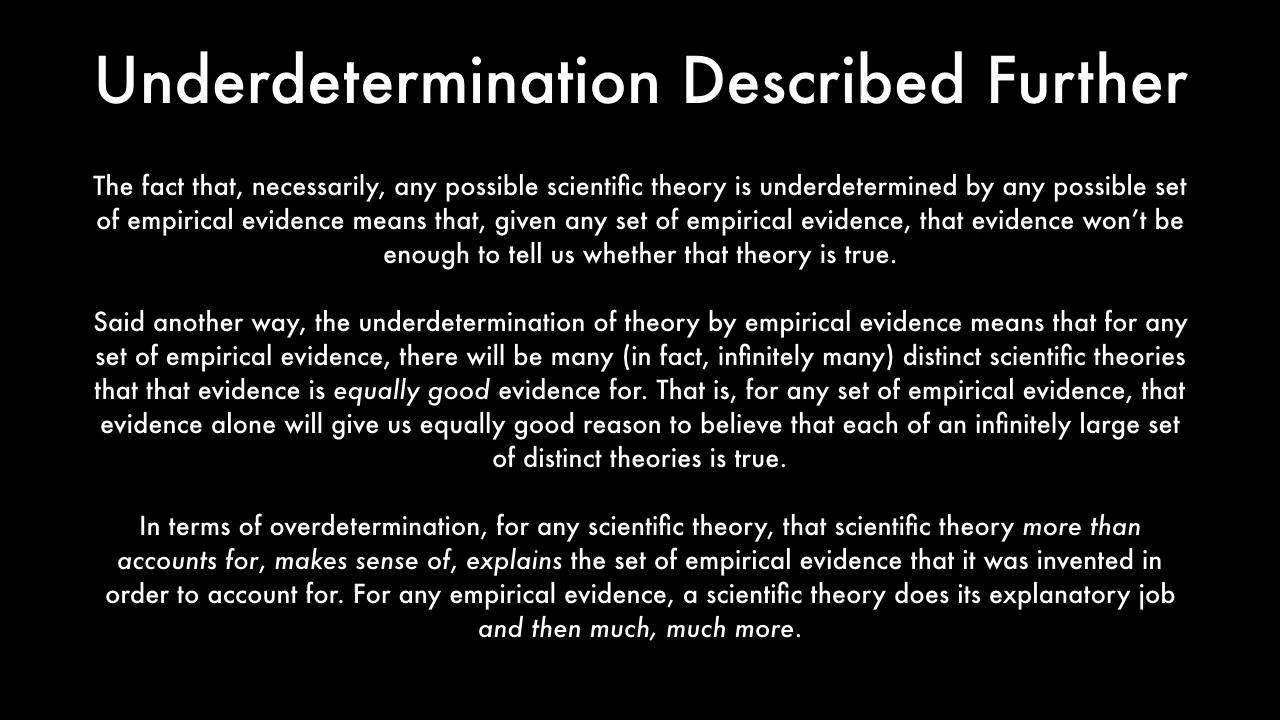 Underdetermination Described Further
The fact that, necessarily, any possible scientific theory is underdetermined by any possible set
of empirical evidence means that, given any set of empirical evidence, that evidence won’t be
enough to tell us whether that theory is true.
Said another way, the underdetermination of theory by empirical evidence means that for any
set of empirical evidence, there will be many (in fact, infinitely many) distinct scientific theories
that that evidence is equally good evidence for. That is, for any set of empirical evidence, that
evidence alone will give us equally good reason to believe that each of an infinitely large set
of distinct theories is true.
In terms of overdetermination, for any scientific theory, that scientific theory more than
accounts for, makes sense of, explains the set of empirical evidence that it was invented in
order to account for. For any empirical evidence, a scientific theory does its explanatory job
and then much, much more.